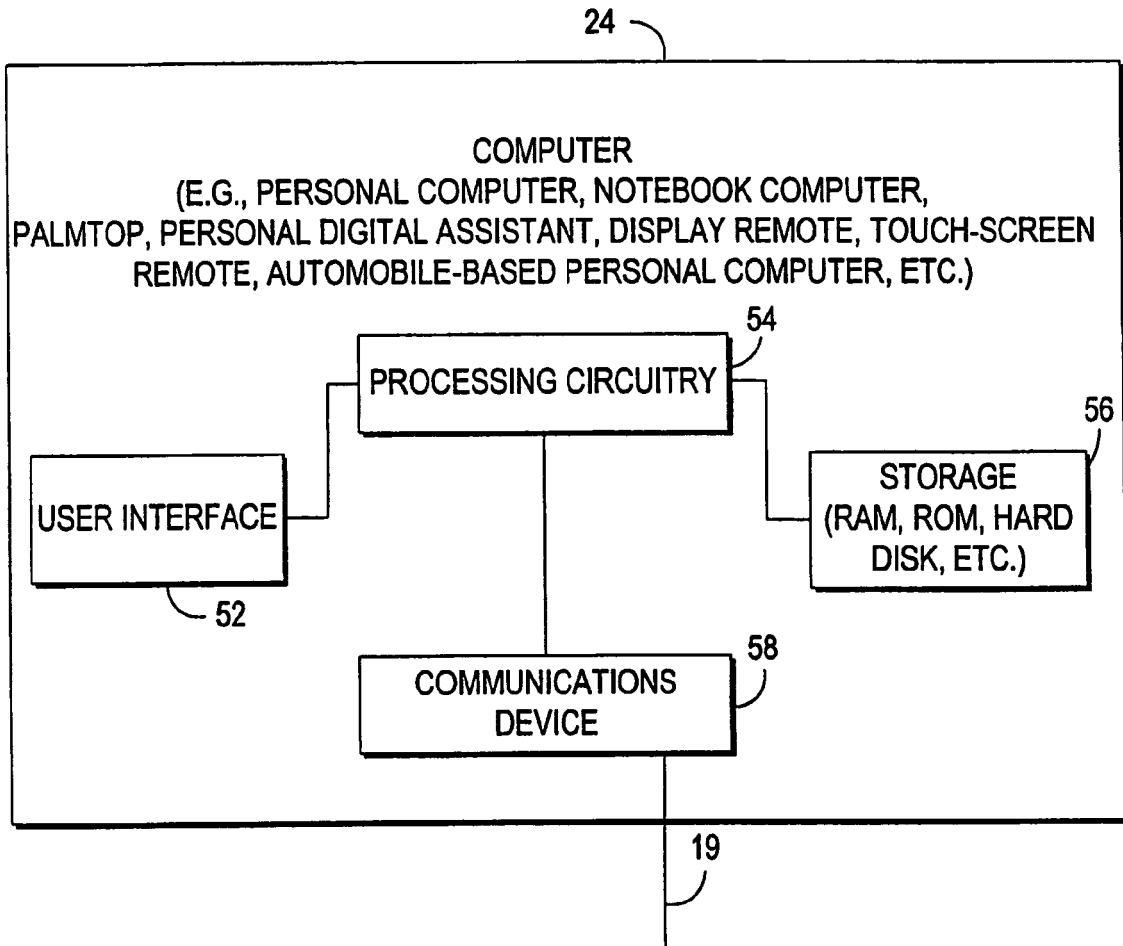 24
COMPUTER
(E.G., PERSONAL COMPUTER, NOTEBOOK COMPUTER,
PALMTOP, PERSONAL DIGITAL ASSISTANT, DISPLAY REMOTE, TOUCH-SCREEN
REMOTE, AUTOMOBILE-BASED PERSONAL COMPUTER, ETC.)
54
PROCESSING CIRCUITRY
56
USER INTERFACE
STORAGE
(RAM, ROM, HARD
DISK, ETC.)
52
58
COMMUNICATIONS
DEVICE
19